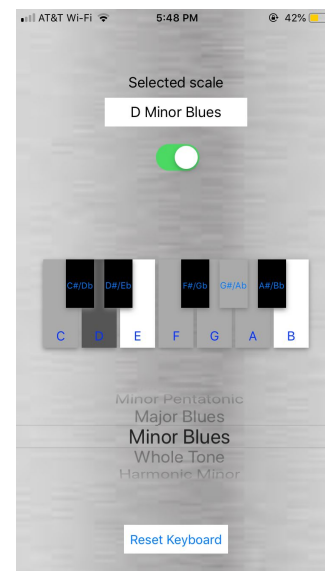 AT&T Wi-Fi 5:48 PM 42%
Selected scale
D Minor Blues
C#/Db D#/Eb F#/Gb G#/Ab A#/Bb
C D E F G A B
Minor Pentatonic
Major Blues
Minor Blues
Whole Tone
Harmonic Minor
Reset Keyboard